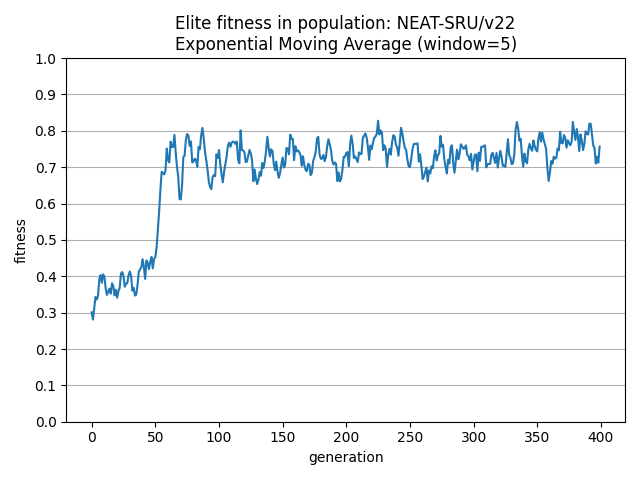 Elite fitness in population: NEAT-SRU/v22
Exponential Moving Average (window=5)
1.0
0.9
0.8
0.7
0.6
0.5
0.4
0.3
0.2
0.1
0.0
fitness
0 50 100 150 200 250 300 350 400
generation